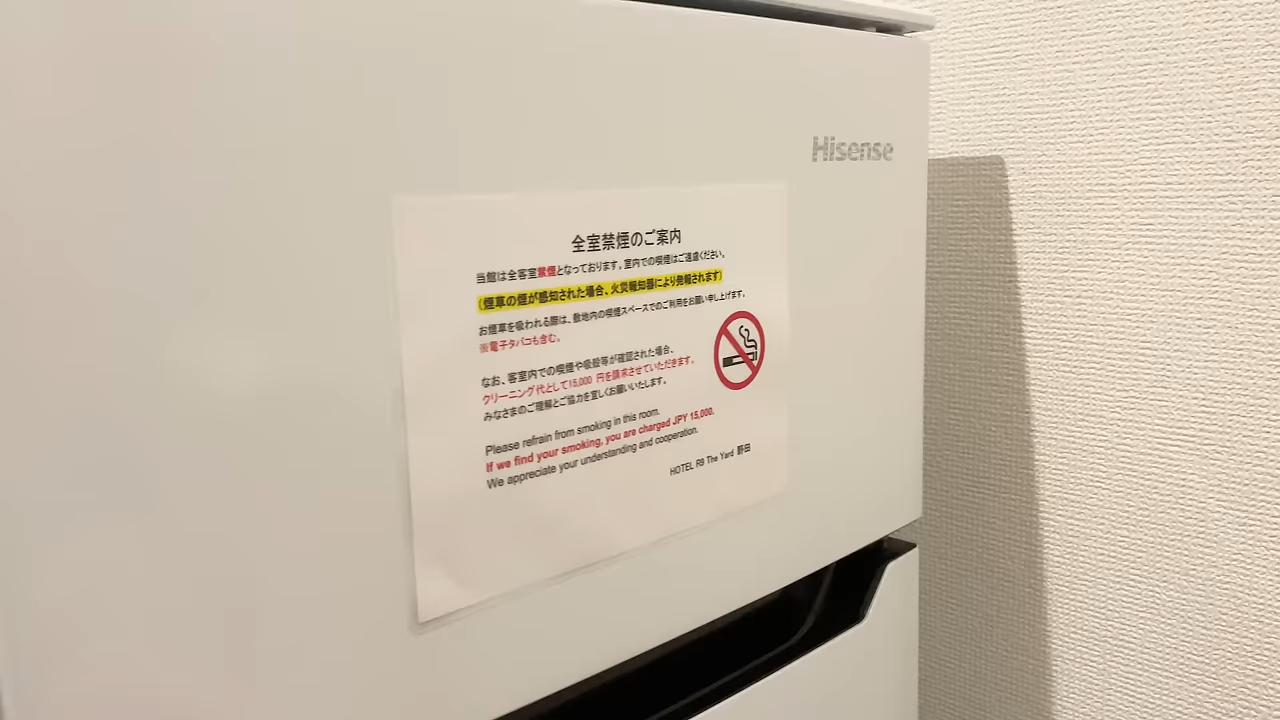 Hisense
全室禁煙のご案内
当館は全客室禁煙となっております。室内での喫煙はご遠慮ください。
(煙草の煙が感知された場合、火災報知器により発報されます)
お煙草を吸われる際は、敷地内の喫煙スペースでのご利用をお願い申し上げます。
※電子タバコも含む。
なお、客室内での喫煙や吸殻等が確認された場合、
クリーニング代として15,000 円を請求させていただきます。
みなさまのご理解とご協力を宜しくお願いいたします。
Please refrain from smoking in this room.
If we find your smoking, you are charged JPY 15,000.
We appreciate your understanding and cooperation.
HOTEL R9 The Yard 野田